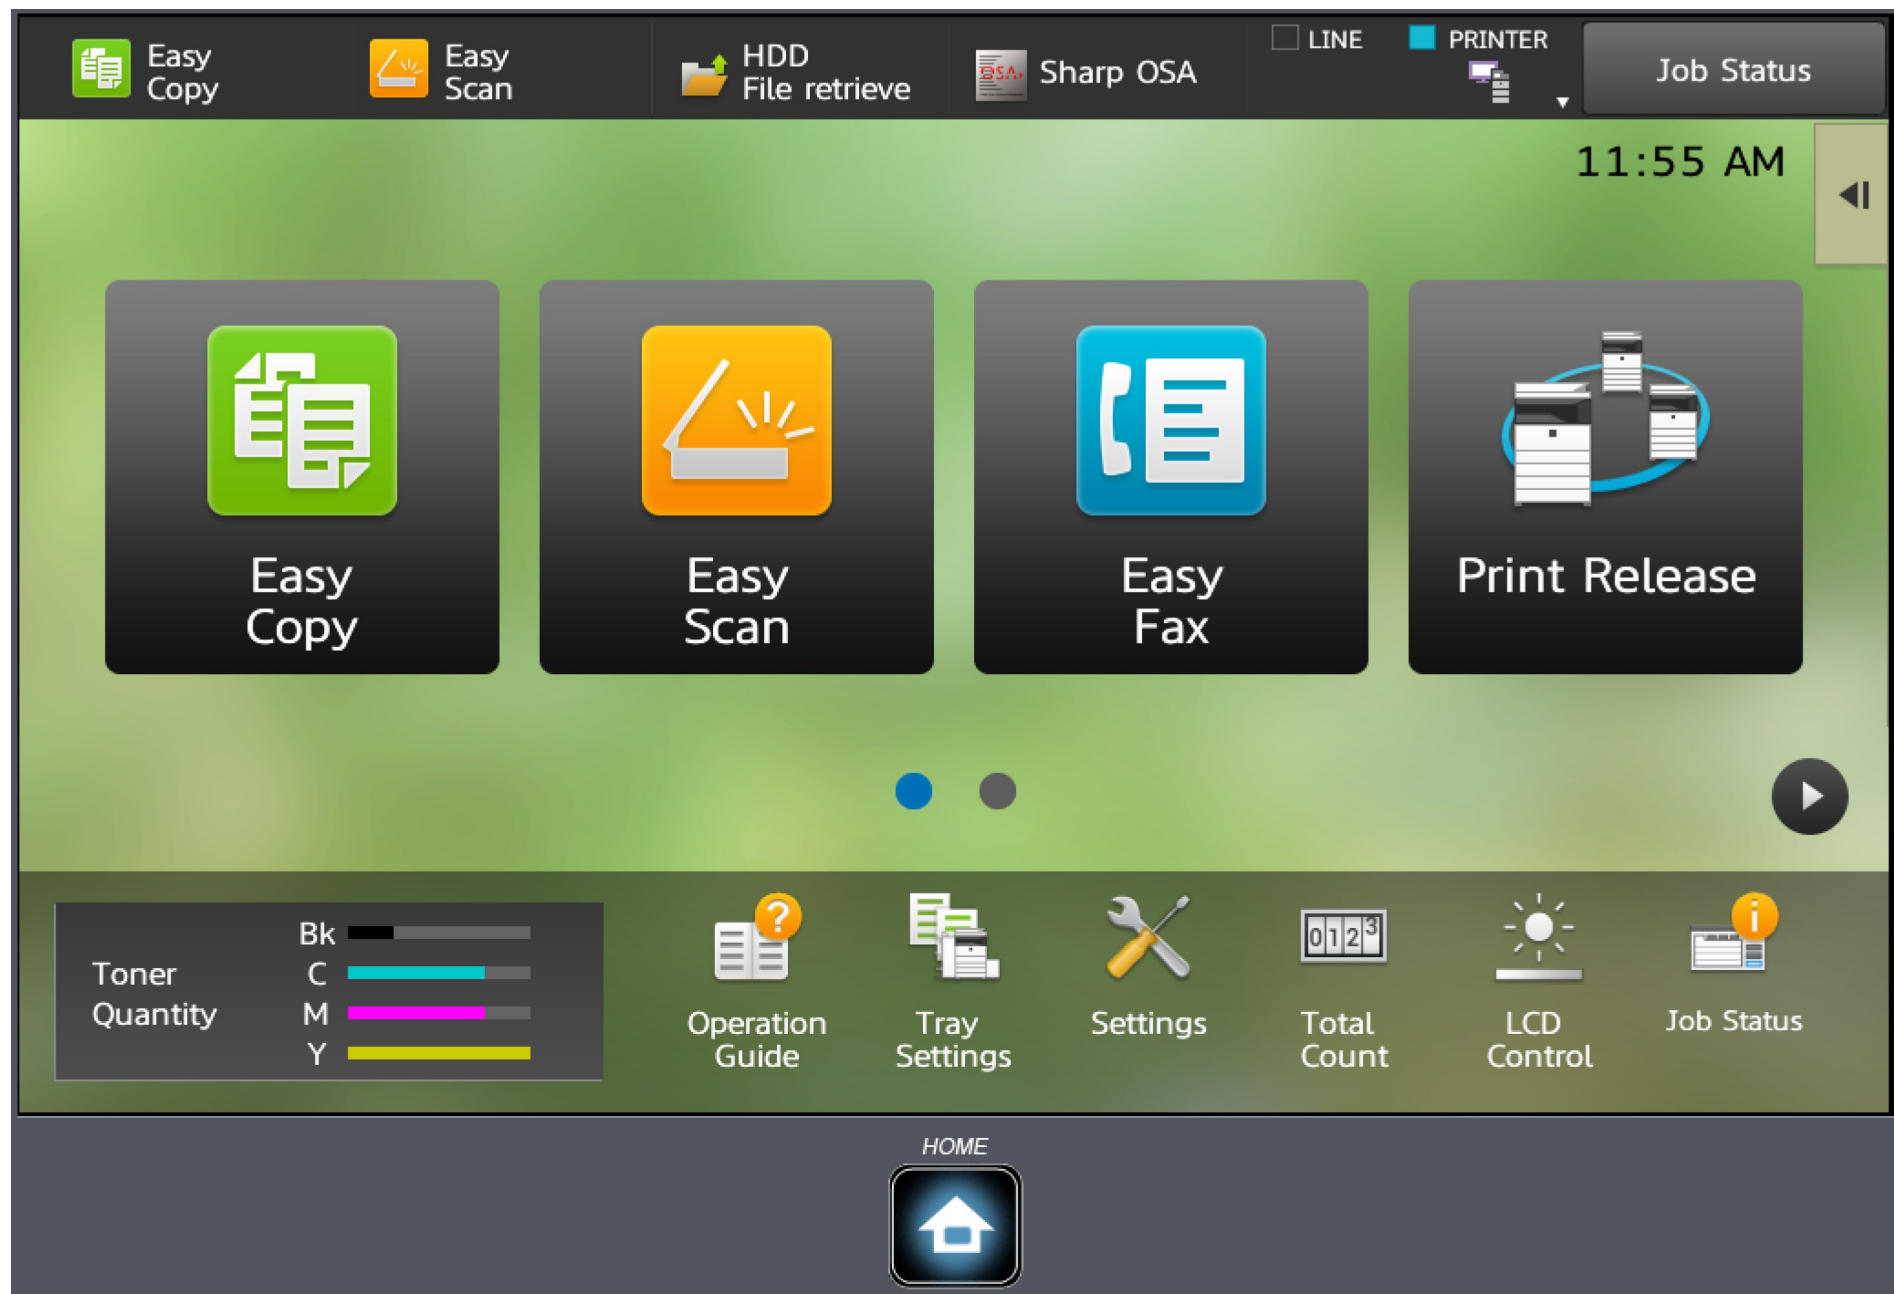 Easy
Copy
Easy
Scan
HDD
File retrieve
OSA
Sharp OSA
LINE
PRINTER
Job Status
11:55 AM
Easy
Copy
Easy
Scan
Easy
Fax
Print Release
Toner
Quantity
Bk
C
M
Y
?
Operation
Guide
Tray
Settings
Settings
0123
Total
Count
LCD
Control
i
Job Status
HOME